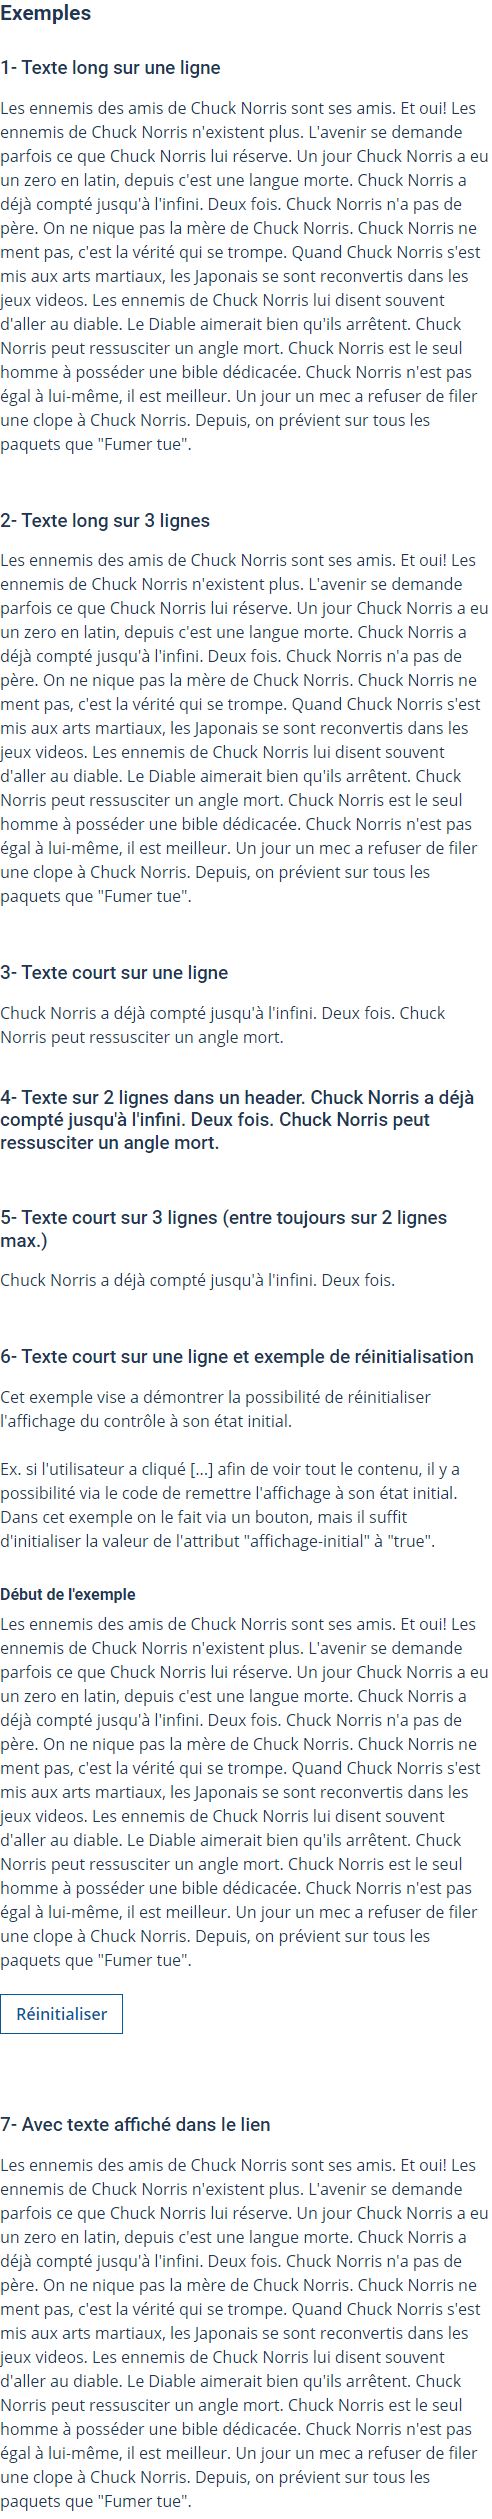 Exemples
1- Texte long sur une ligne
Les ennemis des amis de Chuck Norris sont ses amis. Et oui! Les
ennemis de Chuck Norris n'existent plus. L'avenir se demande
parfois ce que Chuck Norris lui réserve. Un jour Chuck Norris a eu
un zero en latin, depuis c'est une langue morte. Chuck Norris a
déjà compté jusqu'à l'infini. Deux fois. Chuck Norris n'a pas de
père. On ne nique pas la mère de Chuck Norris. Chuck Norris ne
ment pas, c'est la vérité qui se trompe. Quand Chuck Norris s'est
mis aux arts martiaux, les Japonais se sont reconvertis dans les
jeux videos. Les ennemis de Chuck Norris lui disent souvent
d'aller au diable. Le Diable aimerait bien qu'ils arrêtent. Chuck
Norris peut ressusciter un angle mort. Chuck Norris est le seul
homme à posséder une bible dédicacée. Chuck Norris n'est pas
égal à lui-même, il est meilleur. Un jour un mec a refuser de filer
une clope à Chuck Norris. Depuis, on prévient sur tous les
paquets que "Fumer tue".
2- Texte long sur 3 lignes
Les ennemis des amis de Chuck Norris sont ses amis. Et oui! Les
ennemis de Chuck Norris n'existent plus. L'avenir se demande
parfois ce que Chuck Norris lui réserve. Un jour Chuck Norris a eu
un zero en latin, depuis c'est une langue morte. Chuck Norris a
déjà compté jusqu'à l'infini. Deux fois. Chuck Norris n'a pas de
père. On ne nique pas la mère de Chuck Norris. Chuck Norris ne
ment pas, c'est la vérité qui se trompe. Quand Chuck Norris s'est
mis aux arts martiaux, les Japonais se sont reconvertis dans les
jeux videos. Les ennemis de Chuck Norris lui disent souvent
d'aller au diable. Le Diable aimerait bien qu'ils arrêtent. Chuck
Norris peut ressusciter un angle mort. Chuck Norris est le seul
homme à posséder une bible dédicacée. Chuck Norris n'est pas
égal à lui-même, il est meilleur. Un jour un mec a refuser de filer
une clope à Chuck Norris. Depuis, on prévient sur tous les
paquets que "Fumer tue".
3- Texte court sur une ligne
Chuck Norris a déjà compté jusqu'à l'infini. Deux fois. Chuck
Norris peut ressusciter un angle mort.
4- Texte sur 2 lignes dans un header. Chuck Norris a déjà
compté jusqu'à l'infini. Deux fois. Chuck Norris peut
ressusciter un angle mort.
5- Texte court sur 3 lignes (entre toujours sur 2 lignes
max.)
Chuck Norris a déjà compté jusqu'à l'infini. Deux fois.
6- Texte court sur une ligne et exemple de réinitialisation
Cet exemple vise a démontrer la possibilité de réinitialiser
l'affichage du contrôle à son état initial.
Ex. si l'utilisateur a cliqué [...] afin de voir tout le contenu, il y a
possibilité via le code de remettre l'affichage à son état initial.
Dans cet exemple on le fait via un bouton, mais il suffit
d'initialiser la valeur de l'attribut "affichage-initial" à "true".
Début de l'exemple
Les ennemis des amis de Chuck Norris sont ses amis. Et oui! Les
ennemis de Chuck Norris n'existent plus. L'avenir se demande
parfois ce que Chuck Norris lui réserve. Un jour Chuck Norris a eu
un zero en latin, depuis c'est une langue morte. Chuck Norris a
déjà compté jusqu'à l'infini. Deux fois. Chuck Norris n'a pas de
père. On ne nique pas la mère de Chuck Norris. Chuck Norris ne
ment pas, c'est la vérité qui se trompe. Quand Chuck Norris s'est
mis aux arts martiaux, les Japonais se sont reconvertis dans les
jeux videos. Les ennemis de Chuck Norris lui disent souvent
d'aller au diable. Le Diable aimerait bien qu'ils arrêtent. Chuck
Norris peut ressusciter un angle mort. Chuck Norris est le seul
homme à posséder une bible dédicacée. Chuck Norris n'est pas
égal à lui-même, il est meilleur. Un jour un mec a refuser de filer
une clope à Chuck Norris. Depuis, on prévient sur tous les
paquets que "Fumer tue".
Réinitialiser
7- Avec texte affiché dans le lien
Les ennemis des amis de Chuck Norris sont ses amis. Et oui! Les
ennemis de Chuck Norris n'existent plus. L'avenir se demande
parfois ce que Chuck Norris lui réserve. Un jour Chuck Norris a eu
un zero en latin, depuis c'est une langue morte. Chuck Norris a
déjà compté jusqu'à l'infini. Deux fois. Chuck Norris n'a pas de
père. On ne nique pas la mère de Chuck Norris. Chuck Norris ne
ment pas, c'est la vérité qui se trompe. Quand Chuck Norris s'est
mis aux arts martiaux, les Japonais se sont reconvertis dans les
jeux videos. Les ennemis de Chuck Norris lui disent souvent
d'aller au diable. Le Diable aimerait bien qu'ils arrêtent. Chuck
Norris peut ressusciter un angle mort. Chuck Norris est le seul
homme à posséder une bible dédicacée. Chuck Norris n'est pas
égal à lui-même, il est meilleur. Un jour un mec a refuser de filer
une clope à Chuck Norris. Depuis, on prévient sur tous les
paquets que "Fumer tue".